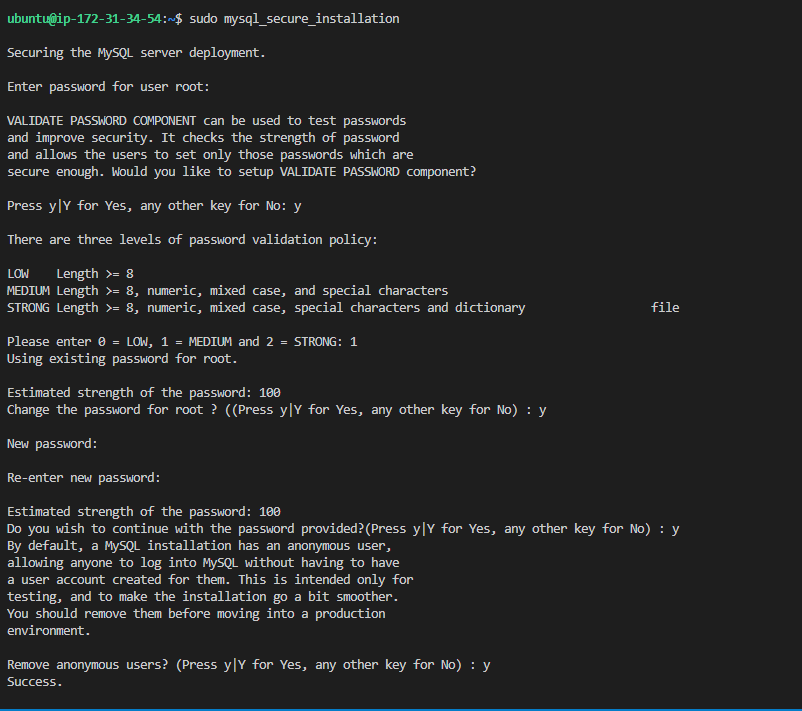 ubuntu@ip-172-31-34-54:~$ sudo mysql_secure_installation
Securing the MySQL server deployment.
Enter password for user root:
VALIDATE PASSWORD COMPONENT can be used to test passwords
and improve security. It checks the strength of password
and allows the users to set only those passwords which are
secure enough. Would you like to setup VALIDATE PASSWORD component?
Press y|Y for Yes, any other key for No: y
There are three levels of password validation policy:
LOW    Length >= 8
MEDIUM Length >= 8, numeric, mixed case, and special characters
STRONG Length >= 8, numeric, mixed case, special characters and dictionary                  file
Please enter 0 = LOW, 1 = MEDIUM and 2 = STRONG: 1
Using existing password for root.
Estimated strength of the password: 100
Change the password for root ? ((Press y|Y for Yes, any other key for No) : y
New password:
Re-enter new password:
Estimated strength of the password: 100
Do you wish to continue with the password provided?(Press y|Y for Yes, any other key for No) : y
By default, a MySQL installation has an anonymous user,
allowing anyone to log into MySQL without having to have
a user account created for them. This is intended only for
testing, and to make the installation go a bit smoother.
You should remove them before moving into a production
environment.
Remove anonymous users? (Press y|Y for Yes, any other key for No) : y
Success.